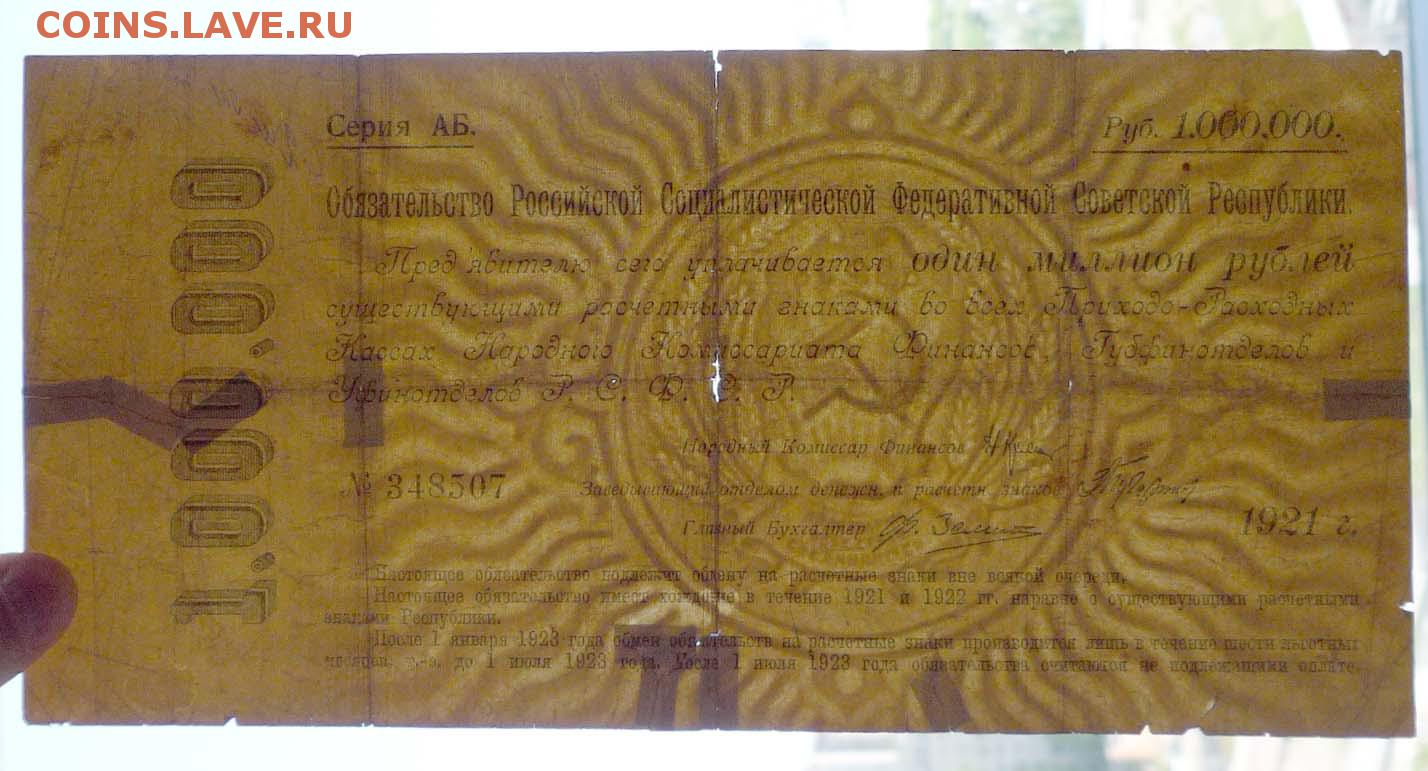 COINS.LAVE.RU
Серия АБ.
Руб. 1.000.000.
1.000.000
Обязательство Российской Социалистической Федеративной Советской Республики.
Пред'явителю сего уплачивается один миллион рублей
существующими расчетными знаками во всех Приходо-Расходных
Кассах Народного Комиссариата Финансов, Губфинотделов и
Уфинотделов Р. С. Ф. С. Р.
Народный Комиссар Финансов
№ 348507
Заведывающий отделом денежн. и расчетн. знаков
Главный Бухгалтер
1921 г.
Настоящее обязательство подлежит обмену на расчетные знаки вне всякой очереди.
Настоящее обязательство имеет хождение в течение 1921 и 1922 гг. наравне с существующими расчетными
знаками Республики.
После 1 января 1923 года обмен обязательств на расчетные знаки производится лишь в течение шести льготных
месяцев, т.-е. до 1 июля 1923 года. После 1 июля 1923 года обязательства считаются не подлежащими оплате.